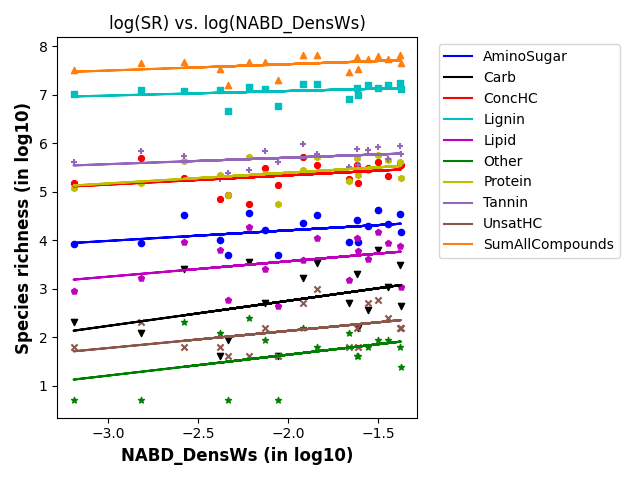 log(SR) vs. log(NABD_DensWs)
Species richness (in log10)
8
7
6
5
4
3
2
1
−3.0
−2.5
−2.0
−1.5
NABD_DensWs (in log10)
AminoSugar
Carb
ConcHC
Lignin
Lipid
Other
Protein
Tannin
UnsatHC
SumAllCompounds